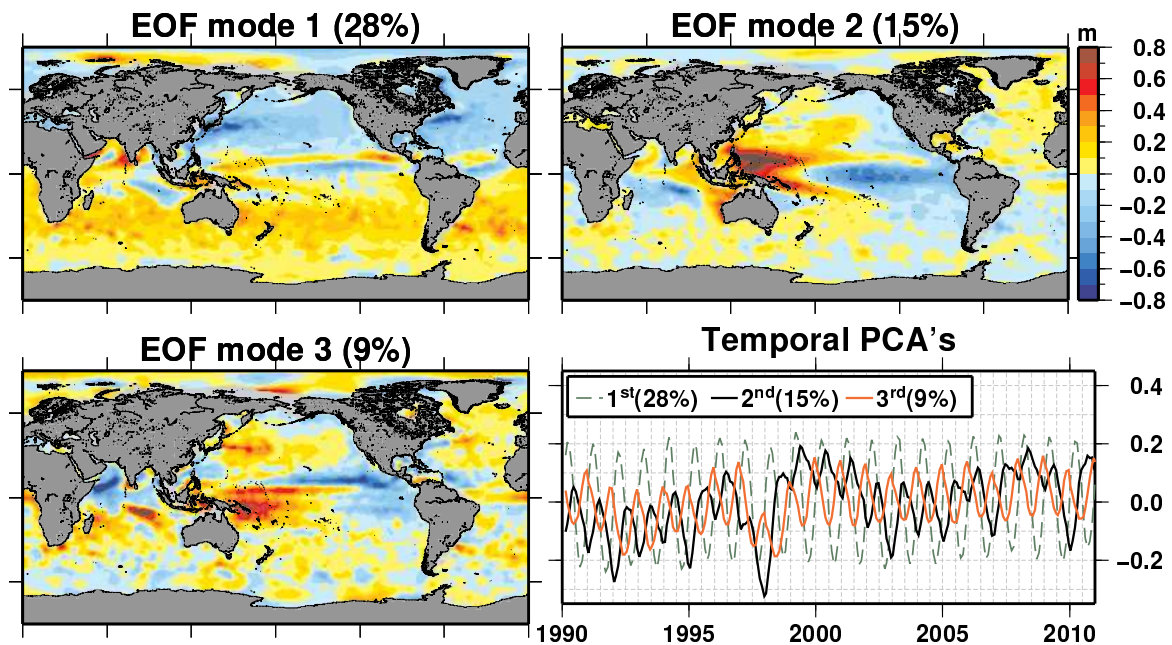 EOF mode 1 (28%)
EOF mode 2 (15%)
m
0.8
0.6
0.4
0.2
0.0
−0.2
−0.4
−0.6
−0.8
EOF mode 3 (9%)
Temporal PCA's
1st(28%) 2nd(15%) 3rd(9%)
0.4
0.2
0.0
−0.2
1990 1995 2000 2005 2010